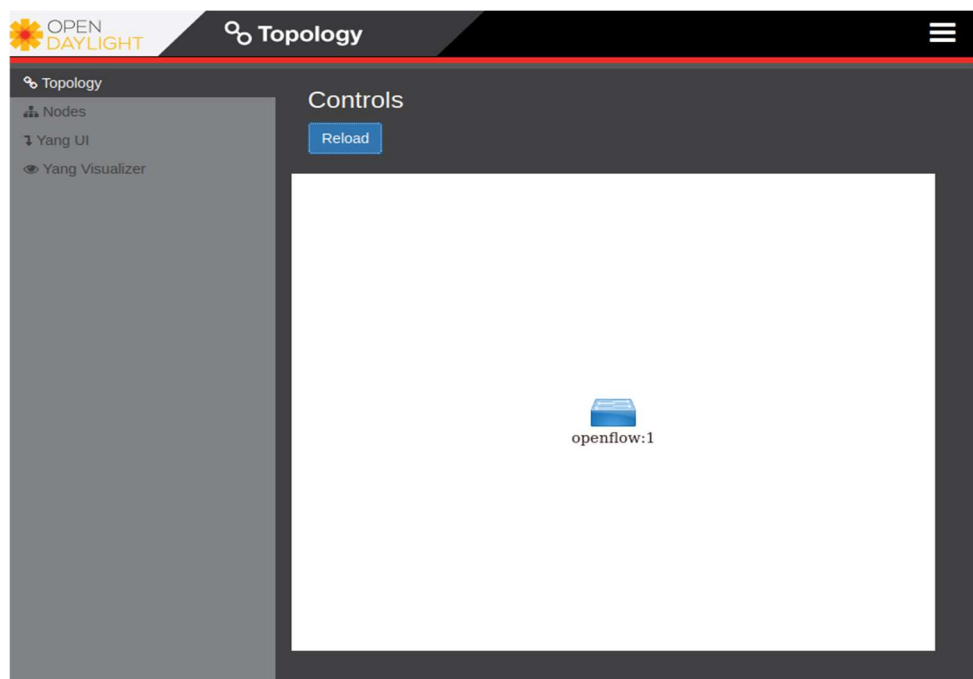 OPEN
DAYLIGHT
Topology
Topology
Nodes
Yang UI
Yang Visualizer
Controls
Reload
openflow:1